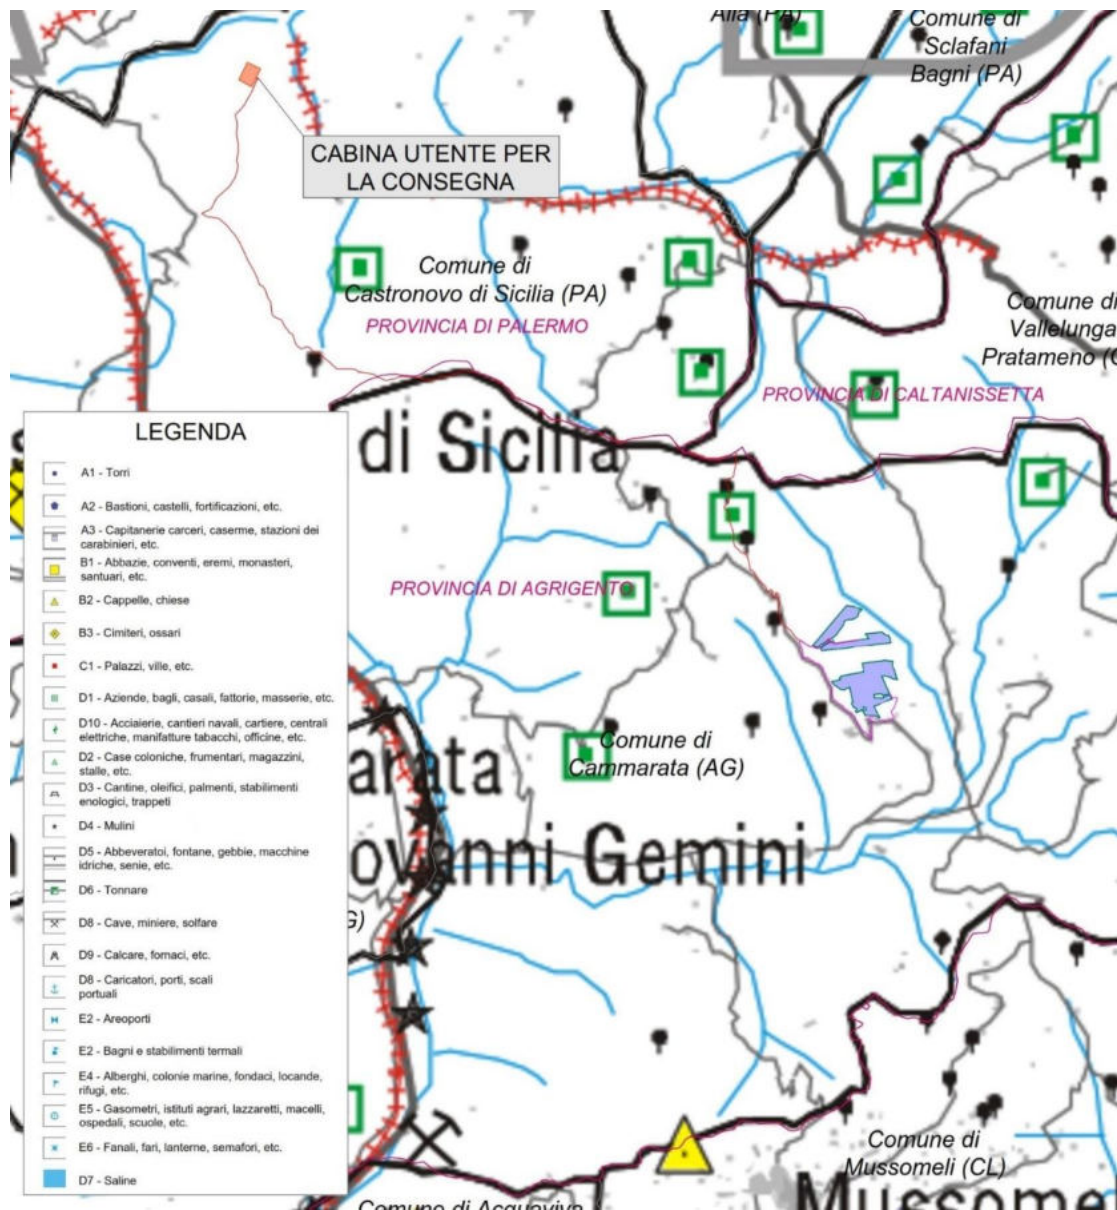 Alia (PA)
Comune di
Sclafani
Bagni (PA)
CABINA UTENTE PER
LA CONSEGNA
Comune di
Castronovo di Sicilia (PA)
PROVINCIA DI PALERMO
Comune di
Vallelunga
Pratameno (C
PROVINCIA DI CALTANISSETTA
di Sicilia
PROVINCIA DI AGRIGENTO
Comune di
Cammarata (AG)
arata
ovanni Gemini
G)
Comune di
Mussomeli (CL)
Mussome
Comune di Acquaviva
LEGENDA
A1 - Torri
A2 - Bastioni, castelli, fortificazioni, etc.
A3 - Capitanerie carceri, caserme, stazioni dei
carabinieri, etc.
B1 - Abbazie, conventi, eremi, monasteri,
santuari, etc.
B2 - Cappelle, chiese
B3 - Cimiteri, ossari
C1 - Palazzi, ville, etc.
D1 - Aziende, bagli, casali, fattorie, masserie, etc.
D10 - Acciaierie, cantieri navali, cartiere, centrali
elettriche, manifatture tabacchi, officine, etc.
D2 - Case coloniche, frumentari, magazzini,
stalle, etc.
D3 - Cantine, oleifici, palmenti, stabilimenti
enologici, trappeti
D4 - Mulini
D5 - Abbeveratoi, fontane, gebbie, macchine
idriche, senie, etc.
D6 - Tonnare
D8 - Cave, miniere, solfare
D9 - Calcare, fornaci, etc.
D8 - Caricatori, porti, scali
portuali
E2 - Areoporti
E2 - Bagni e stabilimenti termali
E4 - Alberghi, colonie marine, fondaci, locande,
rifugi, etc.
E5 - Gasometri, istituti agrari, lazzaretti, macelli,
ospedali, scuole, etc.
E6 - Fanali, fari, lanterne, semafori, etc.
D7 - Saline